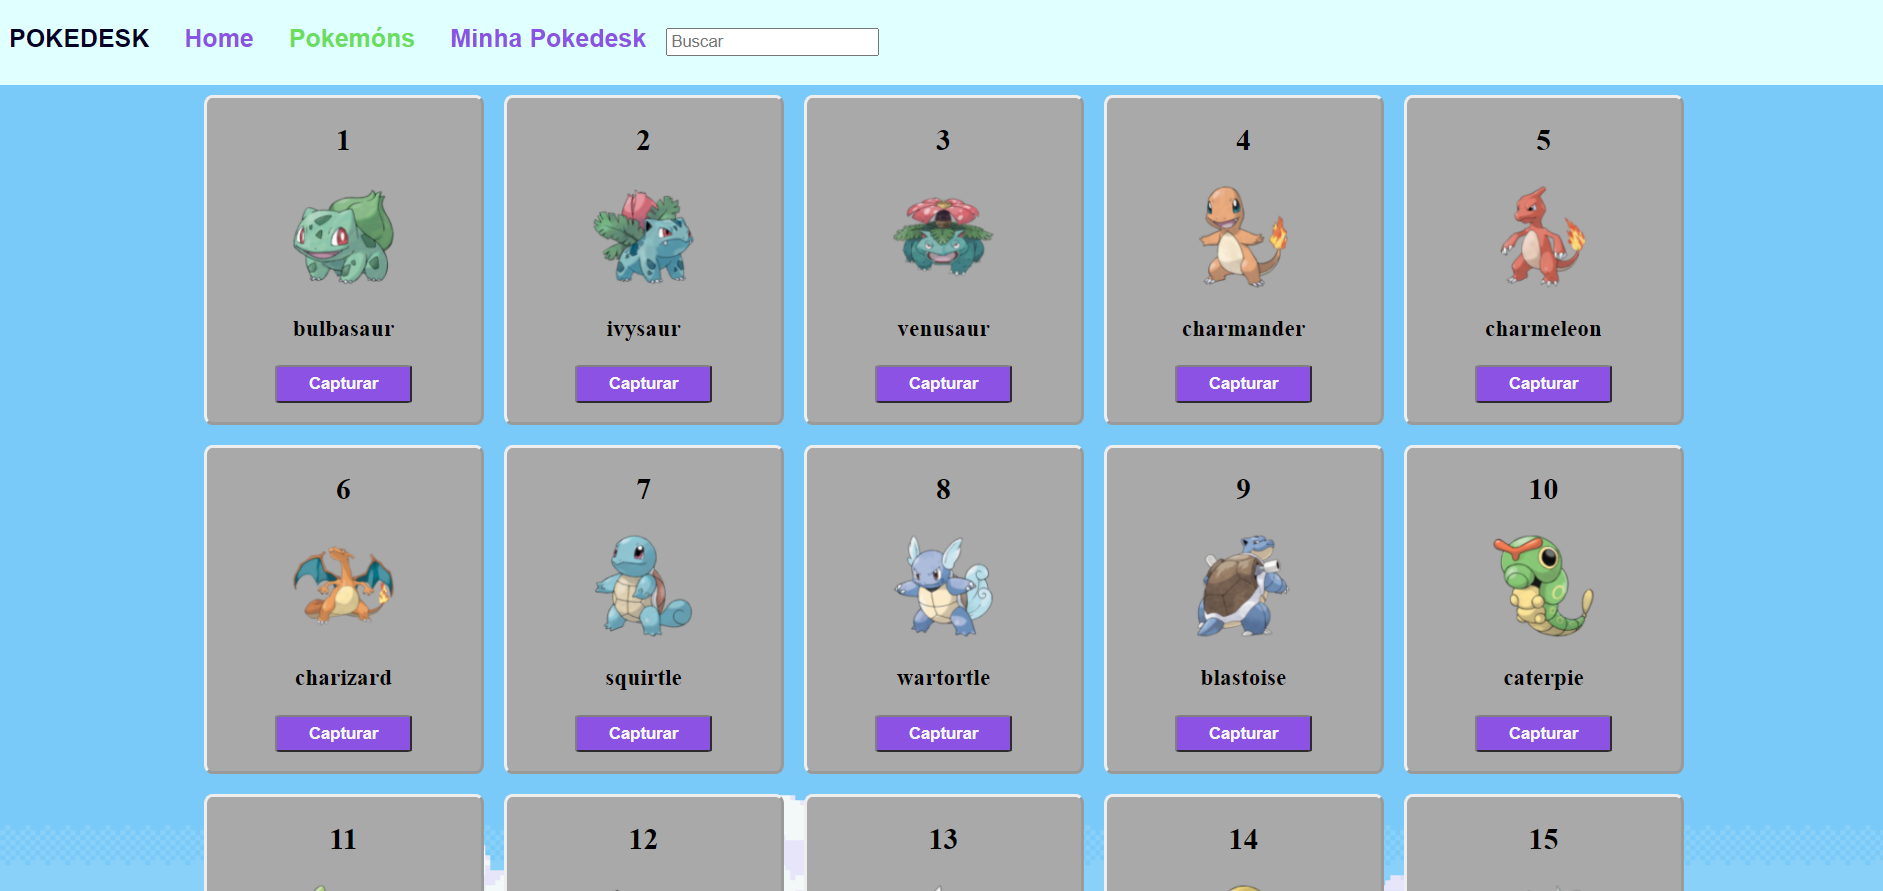 POKEDESK Home Pokemóns Minha Pokedesk Buscar
1 2 3 4 5
bulbasaur ivysaur venusaur charmander charmeleon
Capturar Capturar Capturar Capturar Capturar
6 7 8 9 10
charizard squirtle wartortle blastoise caterpie
Capturar Capturar Capturar Capturar Capturar
11 12 13 14 15